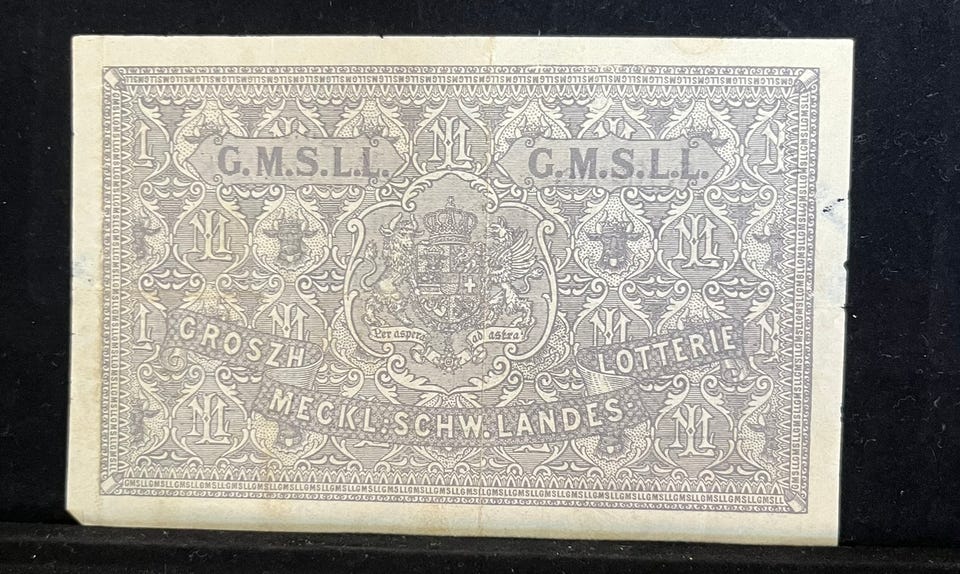 G.M.S.L.L. G.M.S.L.L.
Per aspera ad astra
GROSZH
MECKL. SCHW. LANDES
LOTTERIE